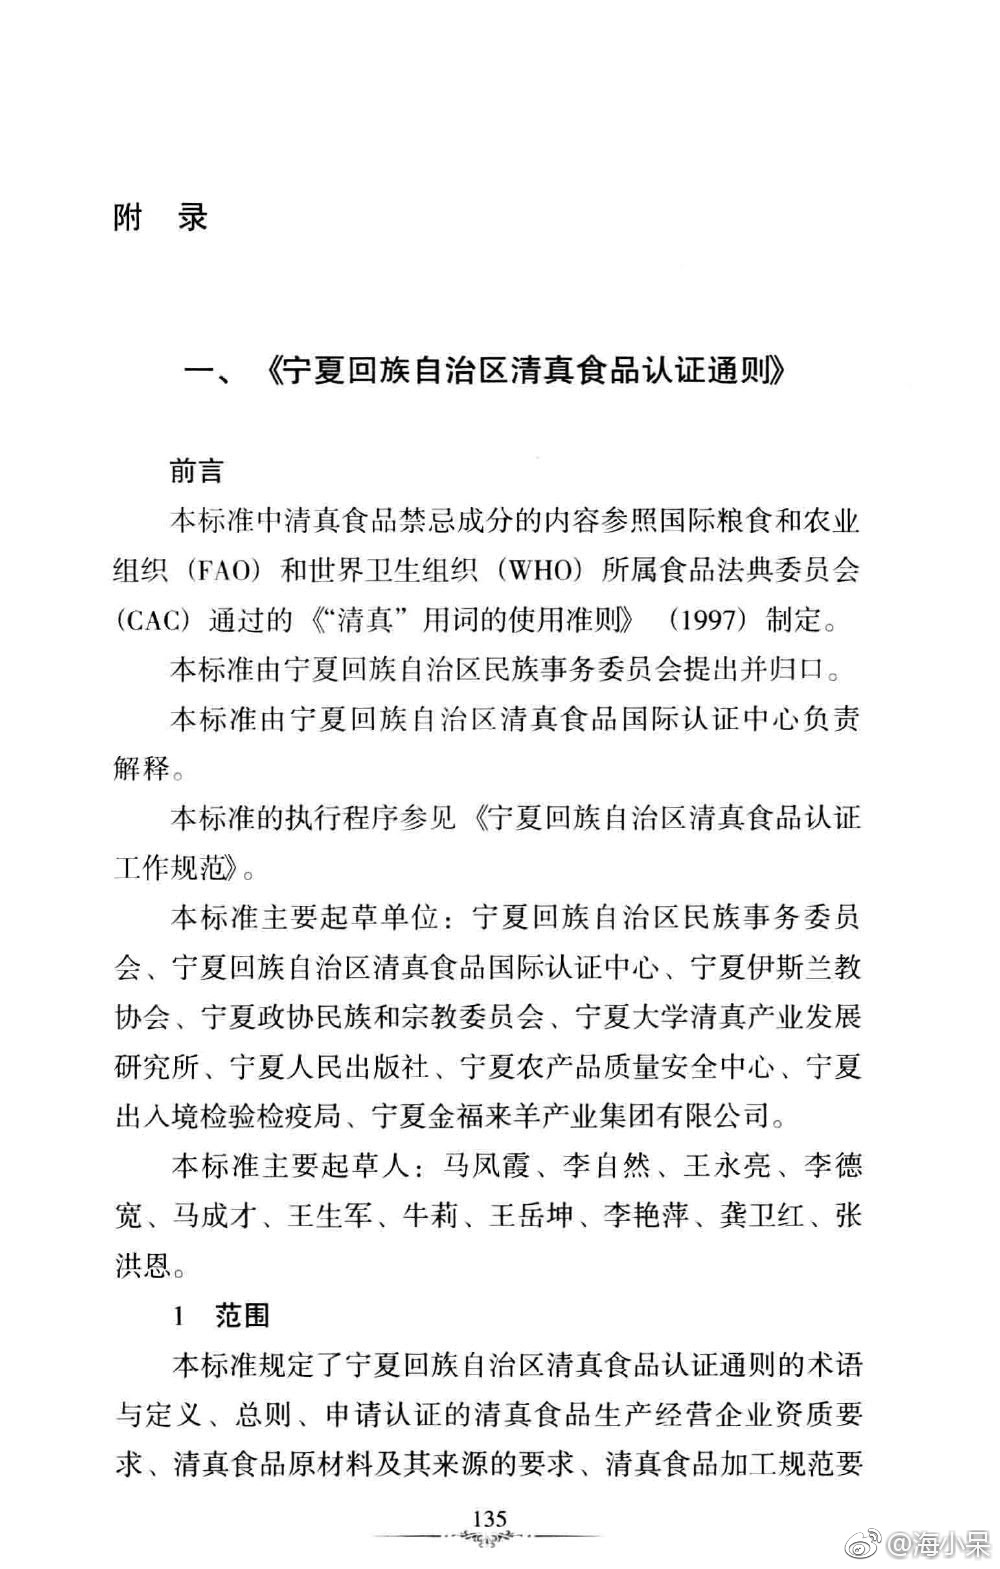 附　录
一、《宁夏回族自治区清真食品认证通则》
前言
本标准中清真食品禁忌成分的内容参照国际粮食和农业
组织（FAO）和世界卫生组织（WHO）所属食品法典委员会
（CAC）通过的《“清真”用词的使用准则》（1997）制定。
本标准由宁夏回族自治区民族事务委员会提出并归口。
本标准由宁夏回族自治区清真食品国际认证中心负责
解释。
本标准的执行程序参见《宁夏回族自治区清真食品认证
工作规范》。
本标准主要起草单位：宁夏回族自治区民族事务委员
会、宁夏回族自治区清真食品国际认证中心、宁夏伊斯兰教
协会、宁夏政协民族和宗教委员会、宁夏大学清真产业发展
研究所、宁夏人民出版社、宁夏农产品质量安全中心、宁夏
出入境检验检疫局、宁夏金福来羊产业集团有限公司。
本标准主要起草人：马凤霞、李自然、王永亮、李德
宽、马成才、王生军、牛莉、王岳坤、李艳萍、龚卫红、张
洪恩。
1　范围
本标准规定了宁夏回族自治区清真食品认证通则的术语
与定义、总则、申请认证的清真食品生产经营企业资质要
求、清真食品原材料及其来源的要求、清真食品加工规范要
135
@海小呆